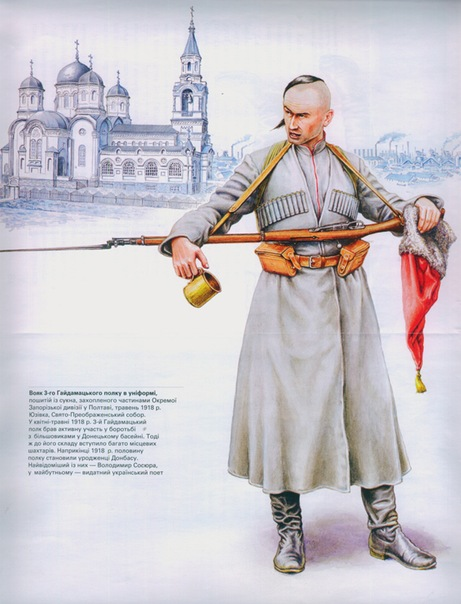 Вояк 3-го Гайдамацького полку в уніформі,
пошитій із сукна, захопленого частинами Окремої
Запорізької дивізії у Полтаві, травень 1918 р.
Юзівка, Свято-Преображенський собор.
У квітні-травні 1918 р. 3-й Гайдамацький
полк брав активну участь у боротьбі
з більшовиками у Донецькому басейні. Тоді
ж до його складу вступило багато місцевих
шахтарів. Наприкінці 1918 р. половину
полку становили уродженці Донбасу.
Найвідоміший із них — Володимир Сосюра,
у майбутньому — видатний український поет